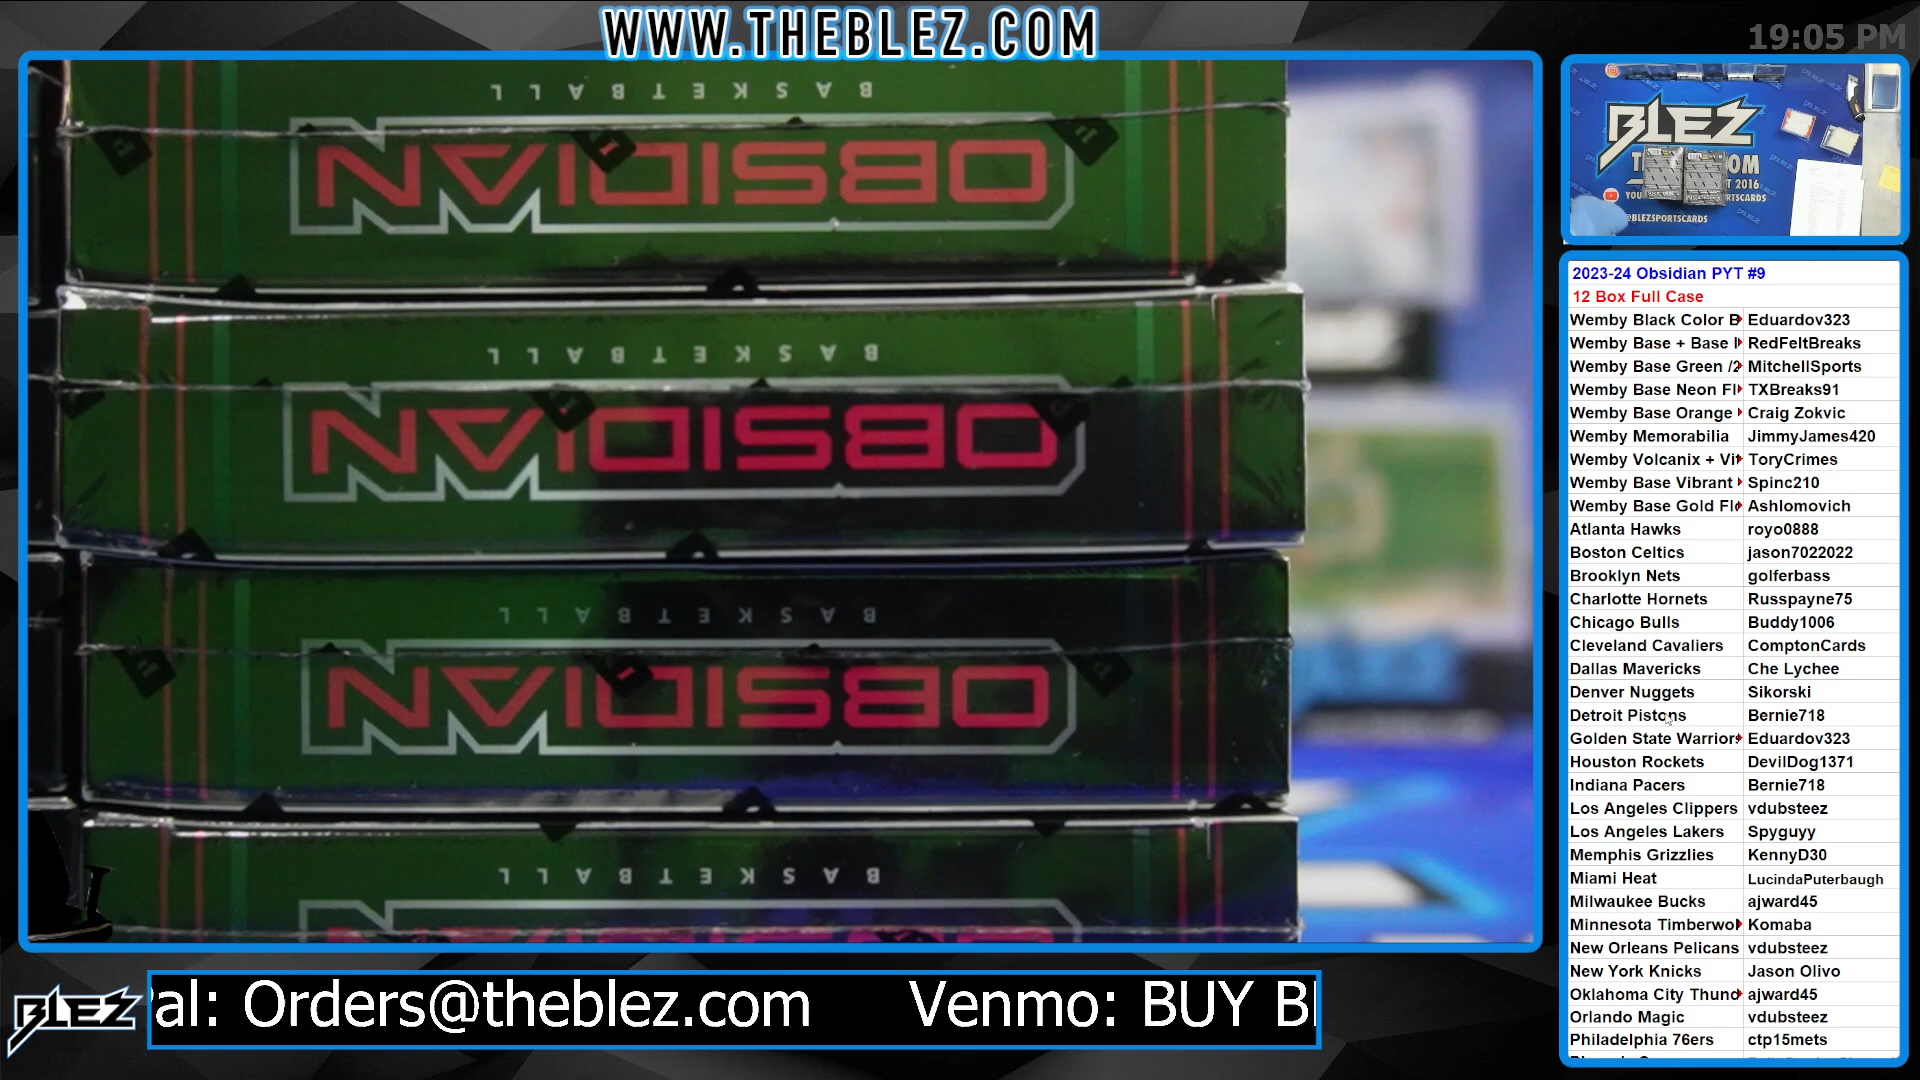 WWW.THEBLEZ.COM
19:05 PM
BASKETBALL
OBSIDIAN
BASKETBALL
OBSIDIAN
BASKETBALL
OBSIDIAN
BASKETBALL
BLEZ
@BLEZSPORTSCARDS
2023-24 Obsidian PYT #9
12 Box Full Case
Wemby Black Color Eduardov323
Wemby Base + Base RedFeltBreaks
Wemby Base Green MitchellSports
Wemby Base Neon TXBreaks91
Wemby Base Orange Craig Zokvic
Wemby Memorabilia JimmyJames420
Wemby Volcanix + ToryCrimes
Wemby Base Vibrant Spinc210
Wemby Base Gold Ashlomovich
Atlanta Hawks royo0888
Boston Celtics jason7022022
Brooklyn Nets golferbass
Charlotte Hornets Russpayne75
Chicago Bulls Buddy1006
Cleveland Cavaliers ComptonCards
Dallas Mavericks Che Lychee
Denver Nuggets Sikorski
Detroit Pistons Bernie718
Golden State Warriors Eduardov323
Houston Rockets DevilDog1371
Indiana Pacers Bernie718
Los Angeles Clippers vdubsteez
Los Angeles Lakers Spyguyy
Memphis Grizzlies KennyD30
Miami Heat LucindaPuterbaugh
Milwaukee Bucks ajward45
Minnesota Timberwol Komaba
New Orleans Pelicans vdubsteez
New York Knicks Jason Olivo
Oklahoma City Thund ajward45
Orlando Magic vdubsteez
Philadelphia 76ers ctp15mets
BLEZ
al: Orders@theblez.com Venmo: BUY